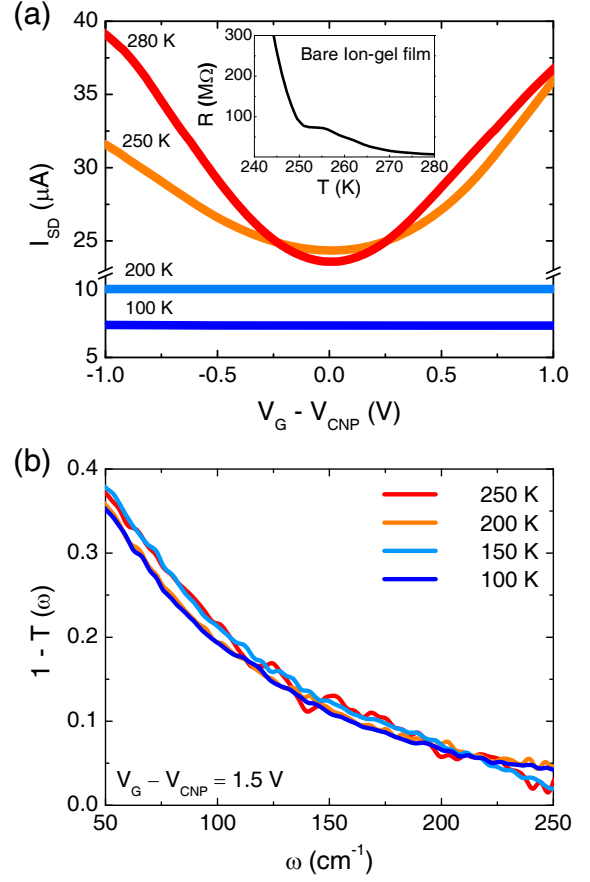 (a)
40
35
30
25
10
5
I_SD (μA)
280 K
250 K
200 K
100 K
300
200
100
R (MΩ)
Bare Ion-gel film
240 250 260 270 280
T (K)
-1.0 -0.5 0.0 0.5 1.0
V_G - V_CNP (V)
(b)
0.4
0.3
0.2
0.1
0.0
1 - T (ω)
250 K
200 K
150 K
100 K
V_G – V_CNP = 1.5 V
50 100 150 200 250
ω (cm⁻¹)